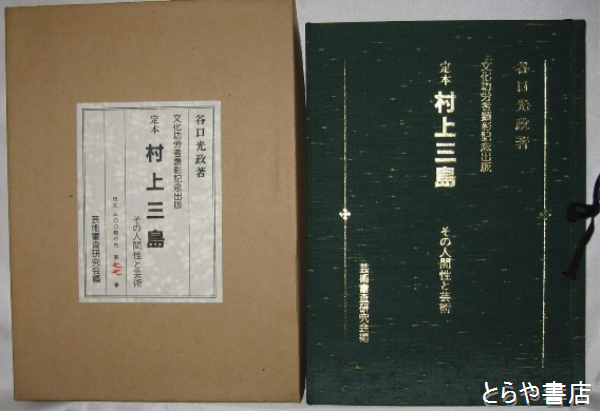 谷口光政著
文化功労者顕彰記念出版
定本 村上三島
その人間性と芸術
芸術審査研究会編
谷口光政著
文化功労者顕彰記念出版
定本 村上三島
その人間性と芸術
芸術審査研究会編
とらや書店